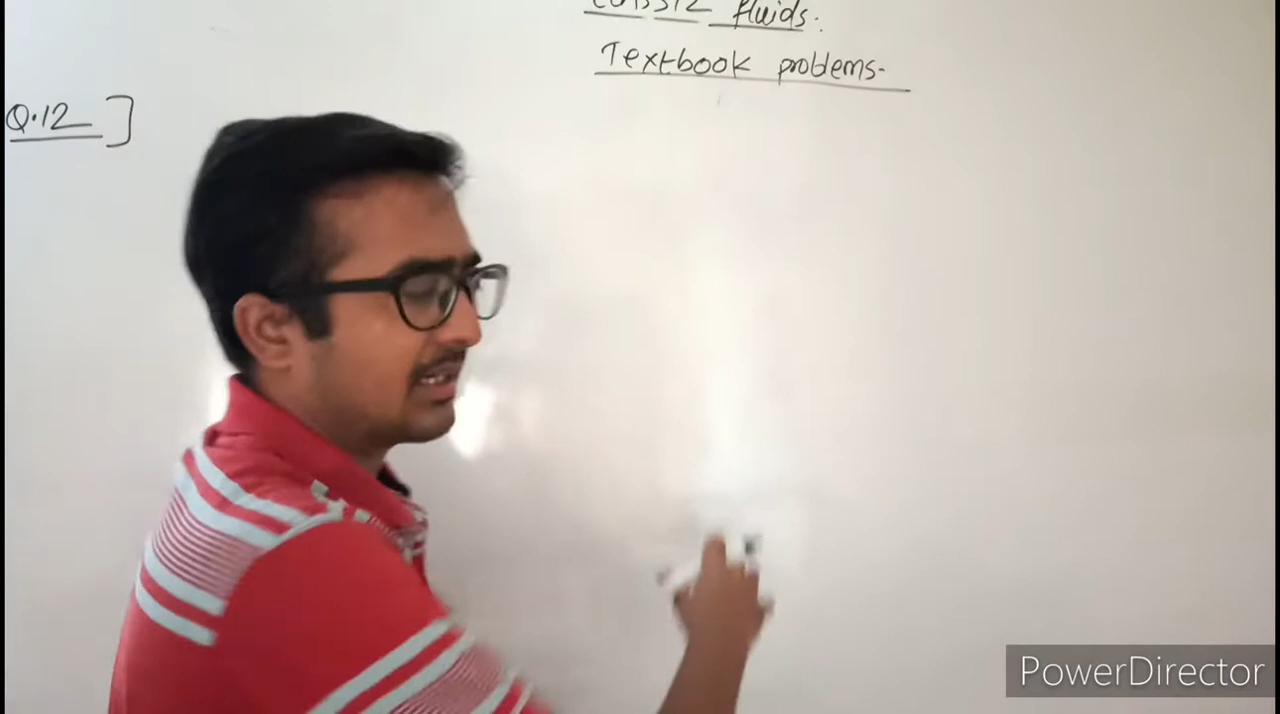 fluids.
Textbook problems-
Q.12 ]
PowerDirector